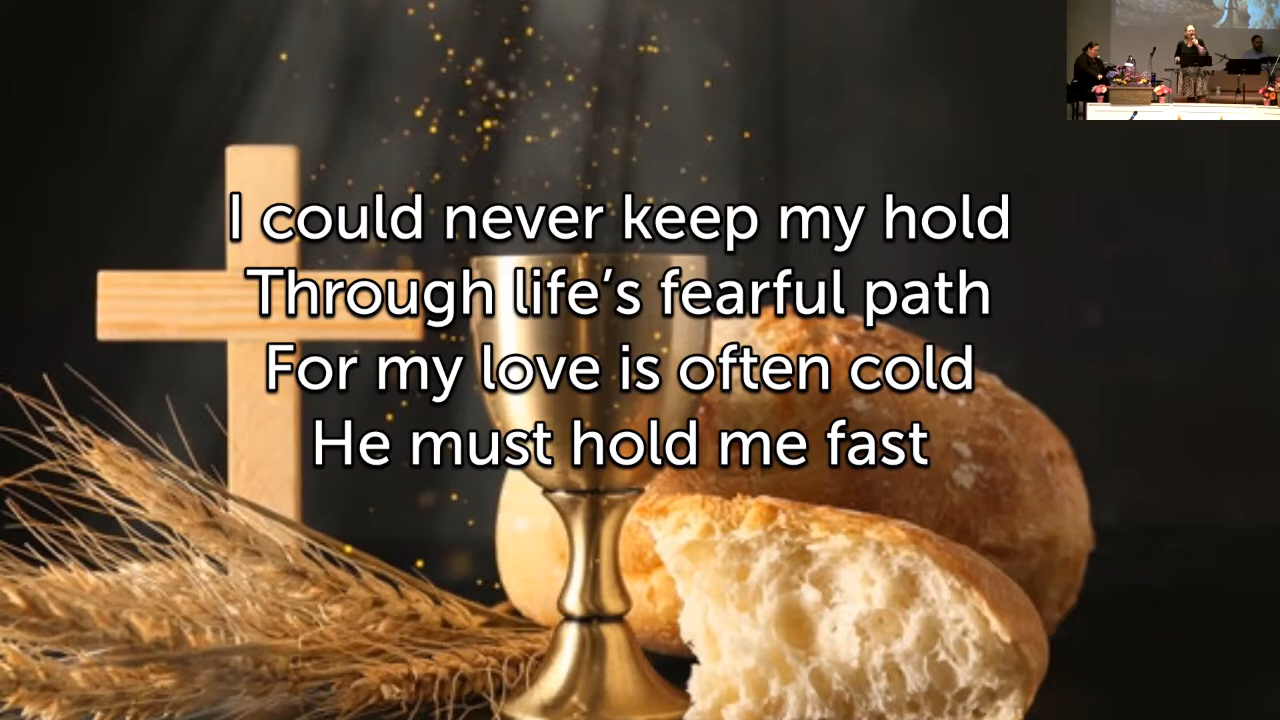 I could never keep my hold
Through life’s fearful path
For my love is often cold
He must hold me fast